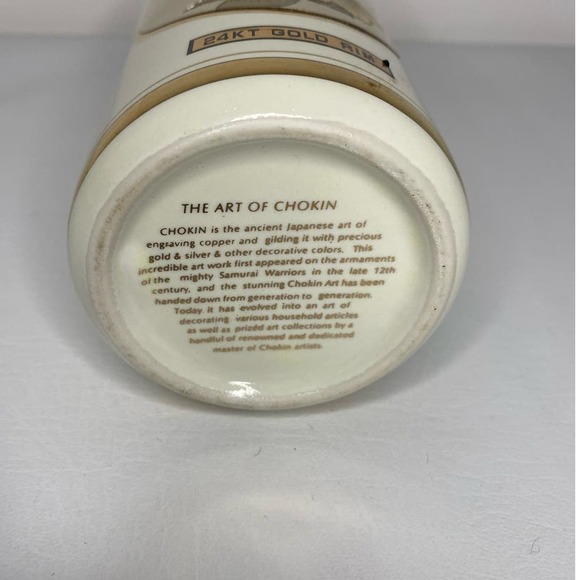 24KT GOLD RIM
THE ART OF CHOKIN
CHOKIN is the ancient Japanese art of
engraving copper and gilding it with precious
gold & silver & other decorative colors. This
incredible art work first appeared on the armaments
of the mighty Samurai Warriors in the late 12th
century, and the stunning Chokin Art has been
handed down from generation to generation.
Today it has evolved into an art of
decorating various household articles
as well as prized art collections by a
handful of renowned and dedicated
master of Chokin artists.